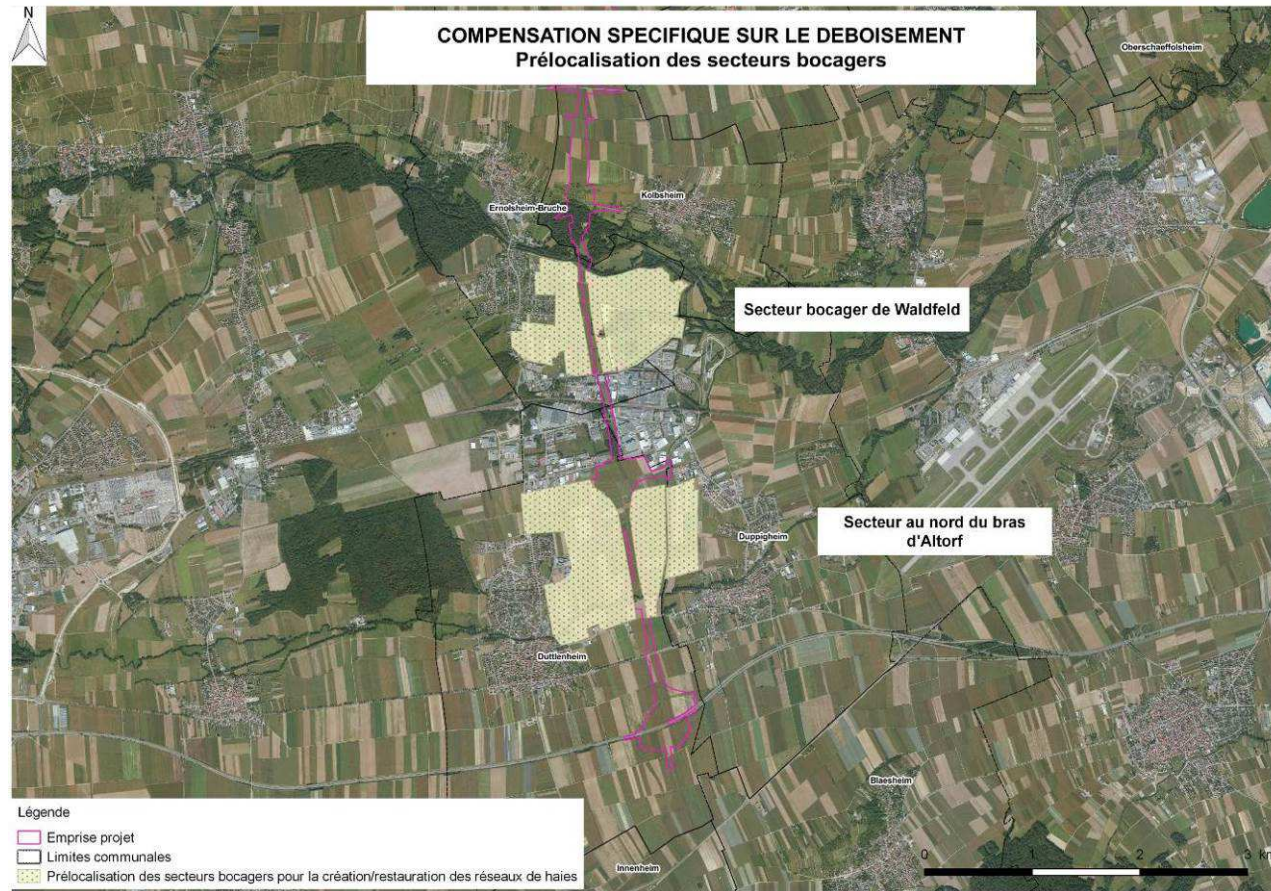 N
COMPENSATION SPECIFIQUE SUR LE DEBOISEMENT
Prélocalisation des secteurs bocagers
Oberschaeffolsheim
Kolbsheim
Ernolsheim-Bruche
Secteur bocager de Waldfeld
Secteur au nord du bras
d'Altorf
Duppigheim
Duttlenheim
Blaesheim
Innenheim
Légende
Emprise projet
Limites communales
Prélocalisation des secteurs bocagers pour la création/restauration des réseaux de haies
0 1 2 3 km